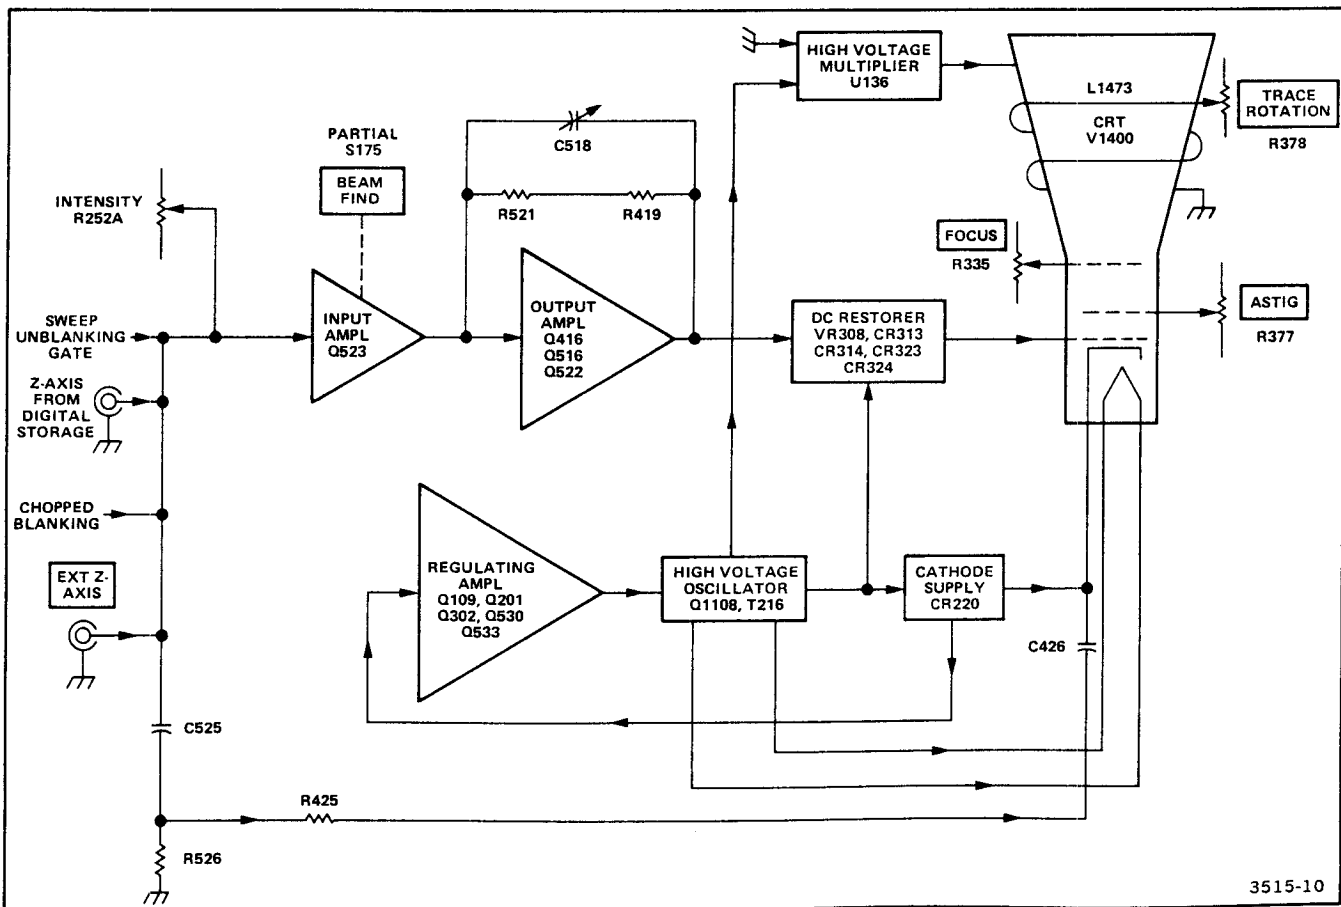 HIGH VOLTAGE
MULTIPLIER
U136
L1473
CRT
V1400
TRACE
ROTATION
R378
PARTIAL
S175
BEAM
FIND
C518
R521
R419
INTENSITY
R252A
FOCUS
R335
ASTIG
R377
SWEEP
UNBLANKING
GATE
INPUT
AMPL
Q523
OUTPUT
AMPL
Q416
Q516
Q522
DC RESTORER
VR308, CR313
CR314, CR323
CR324
Z-AXIS
FROM
DIGITAL
STORAGE
CHOPPED
BLANKING
EXT Z-
AXIS
REGULATING
AMPL
Q109, Q201
Q302, Q530
Q533
HIGH VOLTAGE
OSCILLATOR
Q1108, T216
CATHODE
SUPPLY
CR220
C426
C525
R425
R526
3515-10